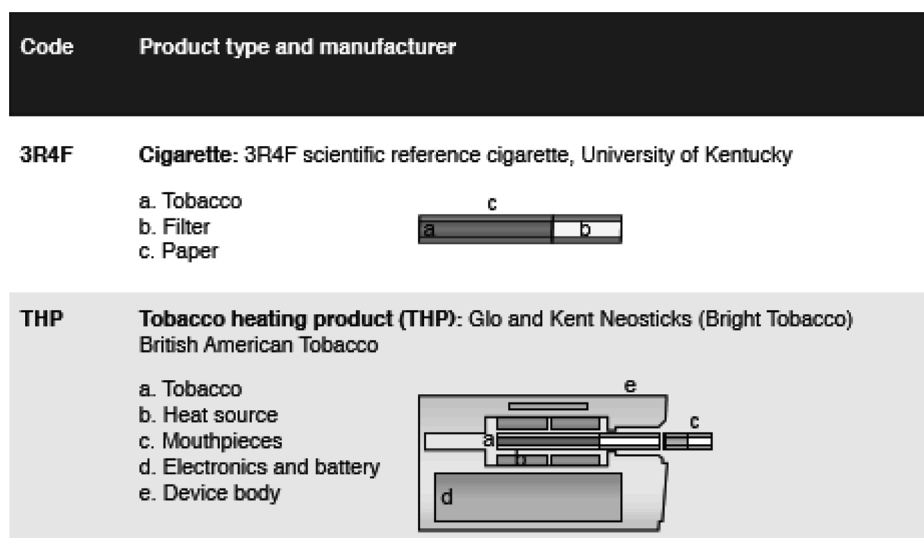 Code Product type and manufacturer
3R4F Cigarette: 3R4F scientific reference cigarette, University of Kentucky
a. Tobacco
b. Filter
c. Paper
c
a b
THP Tobacco heating product (THP): Glo and Kent Neosticks (Bright Tobacco)
British American Tobacco
a. Tobacco
b. Heat source
c. Mouthpieces
d. Electronics and battery
e. Device body
e
c
a
b
d